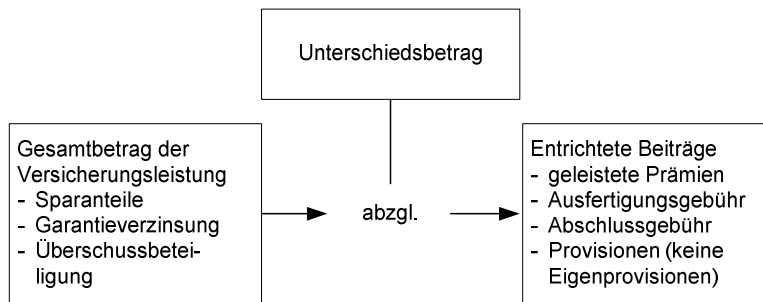 Unterschiedsbetrag
Gesamtbetrag der
Versicherungsleistung
- Sparanteile
- Garantieverzinsung
- Überschussbetei-
ligung
abzgl.
Entrichtete Beiträge
- geleistete Prämien
- Ausfertigungsgebühr
- Abschlussgebühr
- Provisionen (keine
Eigenprovisionen)